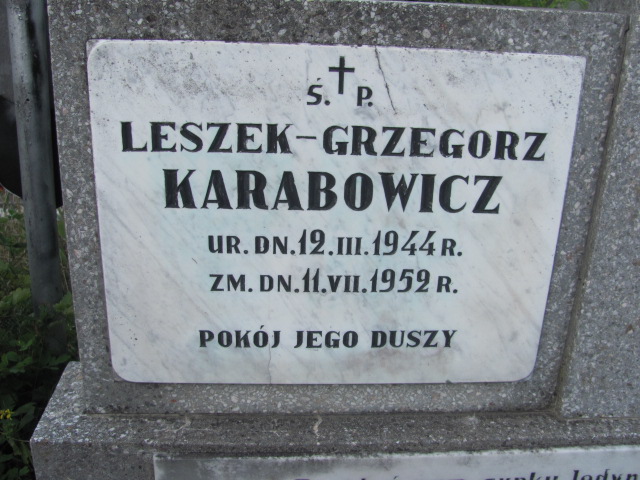 Ś. P.
LESZEK-GRZEGORZ
KARABOWICZ
UR. DN. 12. III. 1944 R.
ZM. DN. 11. VII. 1952 R.
POKÓJ JEGO DUSZY